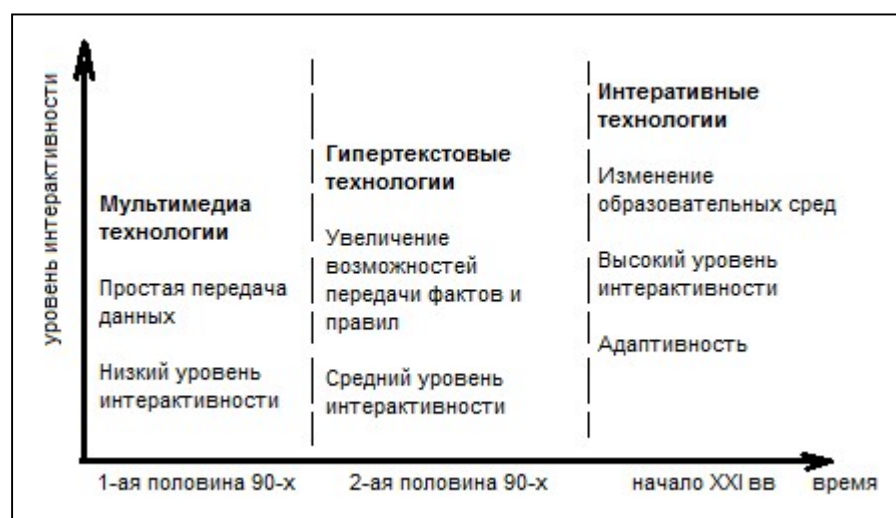 уровень интерактивности
Мультимедиа
технологии
Простая передача
данных
Низкий уровень
интерактивности
Гипертекстовые
технологии
Увеличение
возможностей
передачи фактов и
правил
Средний уровень
интерактивности
Интеративные
технологии
Изменение
образовательных сред
Высокий уровень
интерактивности
Адаптивность
1-ая половина 90-х
2-ая половина 90-х
начало XXI вв
время